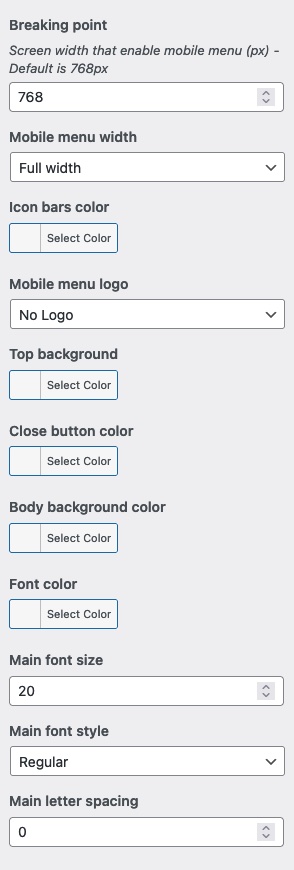 Breaking point
Screen width that enable mobile menu (px) -
Default is 768px
768
Mobile menu width
Full width
Icon bars color
Select Color
Mobile menu logo
No Logo
Top background
Select Color
Close button color
Select Color
Body background color
Select Color
Font color
Select Color
Main font size
20
Main font style
Regular
Main letter spacing
0